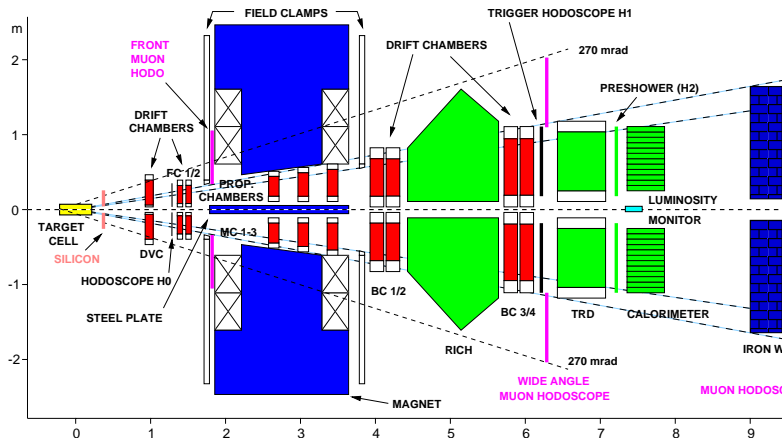 FIELD CLAMPS
TRIGGER HODOSCOPE H1
m
FRONT
MUON
HODO
DRIFT CHAMBERS
270 mrad
2
PRESHOWER (H2)
DRIFT
CHAMBERS
1
FC 1/2
PROP.
CHAMBERS
LUMINOSITY
0
MONITOR
TARGET
CELL
MC 1-3
SILICON
DVC
HODOSCOPE H0
BC 1/2
-1
STEEL PLATE
BC 3/4
TRD
CALORIMETER
RICH
IRON W
270 mrad
-2
WIDE ANGLE
MUON HODOSCOPE
MUON HODOSC
MAGNET
0 1 2 3 4 5 6 7 8 9